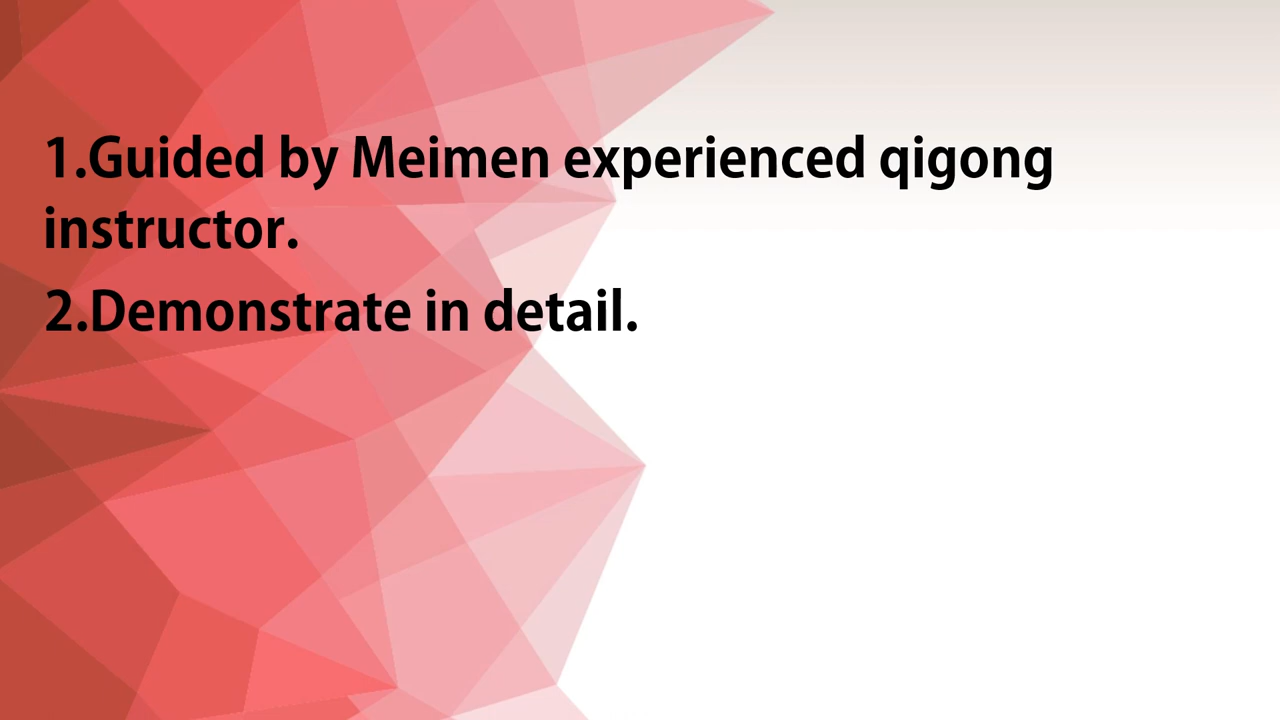 1.Guided by Meimen experienced qigong
instructor.
2.Demonstrate in detail.